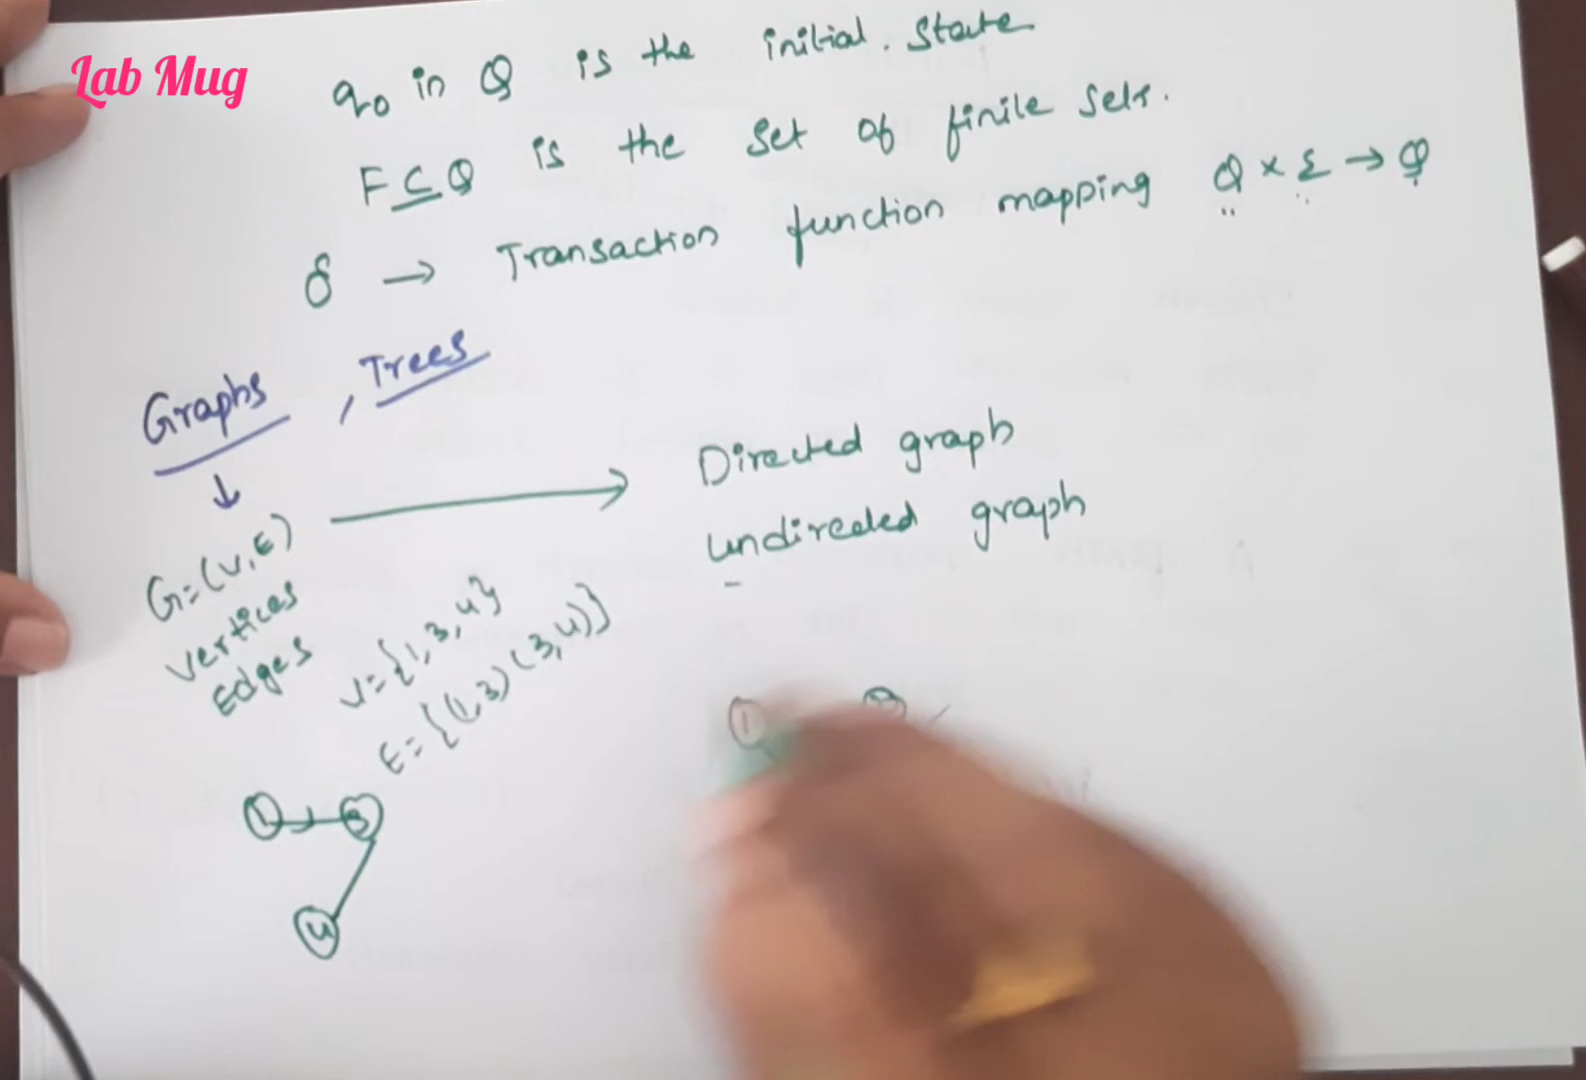 Lab Mug
q0 in Q is the initial. State
F ⊆ Q is the Set of finite Sets.
δ → Transaction function mapping Q × Σ → Q
Graphs, Trees
G=(V,E) → Directed graph
undirected graph
vertices
Edges
V={1,3,4}
E={(1,3)(3,4)}
1 3
4
1